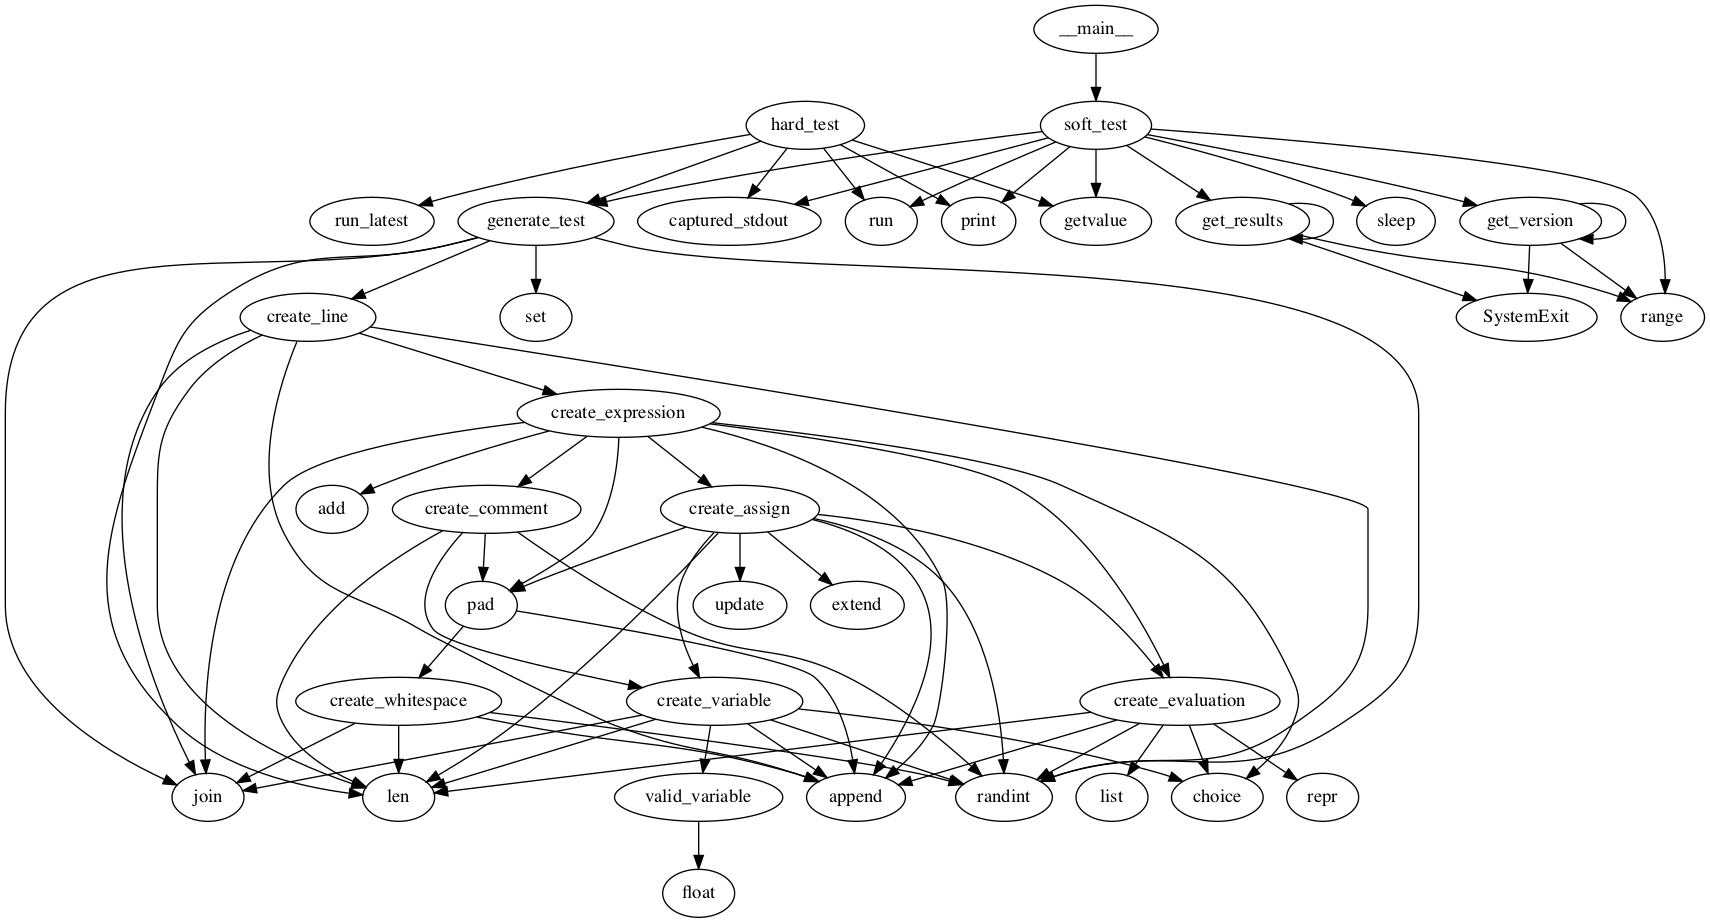 __main__
hard_test
soft_test
run_latest
generate_test
captured_stdout
run
print
getvalue
get_results
sleep
get_version
create_line
set
SystemExit
range
create_expression
add
create_comment
create_assign
pad
update
extend
create_whitespace
create_variable
create_evaluation
join
len
valid_variable
append
randint
list
choice
repr
float